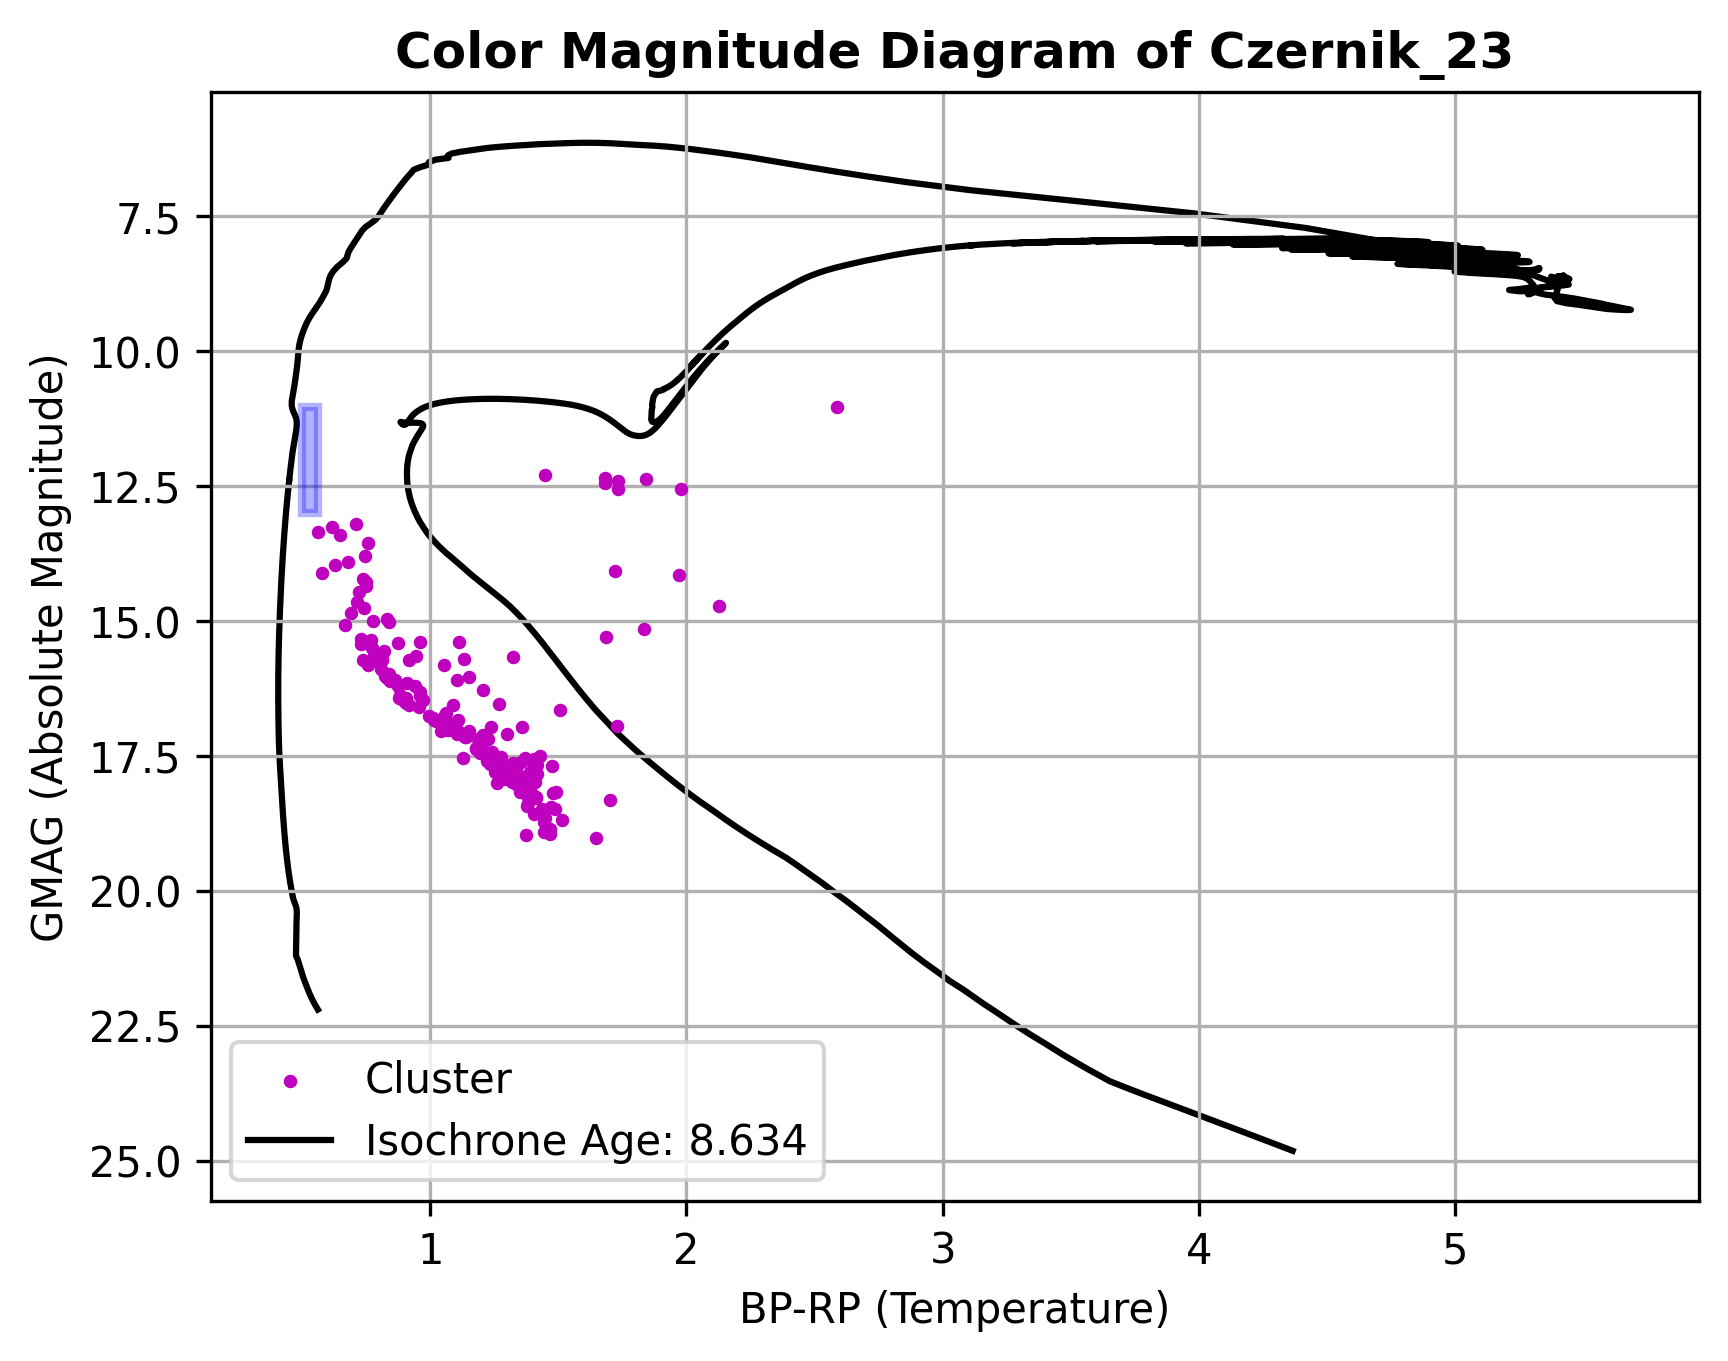 Color Magnitude Diagram of Czernik_23
GMAG (Absolute Magnitude)
7.5
10.0
12.5
15.0
17.5
20.0
22.5
25.0
Cluster
Isochrone Age: 8.634
1 2 3 4 5
BP-RP (Temperature)